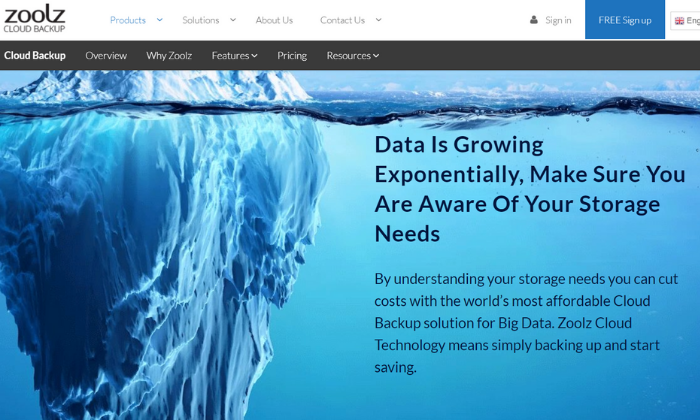 zoolz
CLOUD BACKUP
Products Solutions About Us Contact Us Sign in FREE Sign up Eng
Cloud Backup Overview Why Zoolz Features Pricing Resources
Data Is Growing
Exponentially, Make Sure You
Are Aware Of Your Storage
Needs
By understanding your storage needs you can cut
costs with the world's most affordable Cloud
Backup solution for Big Data. Zoolz Cloud
Technology means simply backing up and start
saving.